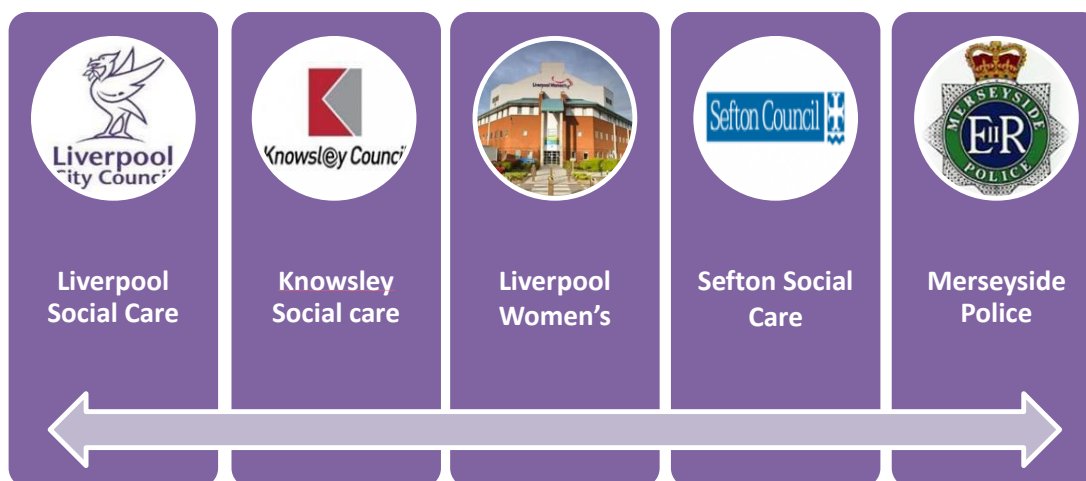 Liverpool
City Council
Knowsley Council
Liverpool Women's
Sefton Council
MERSEYSIDE
EIIR
POLICE
Liverpool
Social Care
Knowsley
Social care
Liverpool
Women’s
Sefton Social
Care
Merseyside
Police